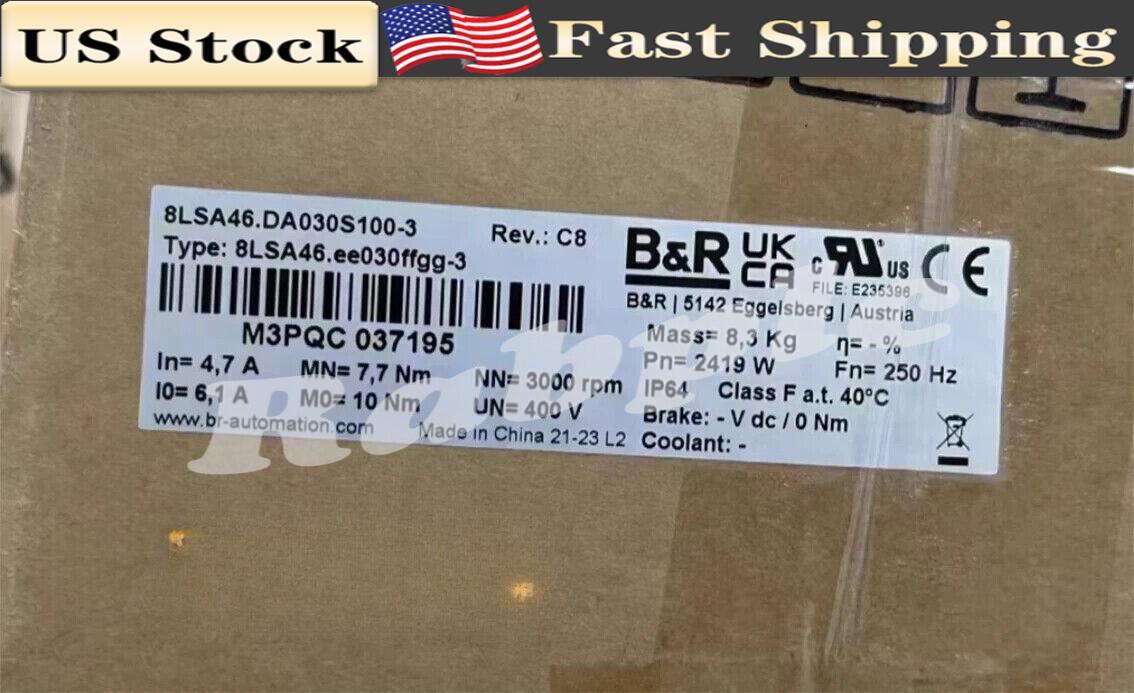 US Stock Fast Shipping
8LSA46.DA030S100-3 Rev.: C8
Type: 8LSA46.ee030ffgg-3
M3PQC 037195
In= 4,7 A MN= 7,7 Nm NN= 3000 rpm
I0= 6,1 A M0= 10 Nm UN= 400 V
www.br-automation.com Made in China 21-23 L2
B&R UK CA c RU US CE
FILE: E235396
B&R | 5142 Eggelsberg | Austria
Mass= 8,3 Kg η= - %
Pn= 2419 W Fn= 250 Hz
IP64 Class F a.t. 40°C
Brake: - V dc / 0 Nm
Coolant: -